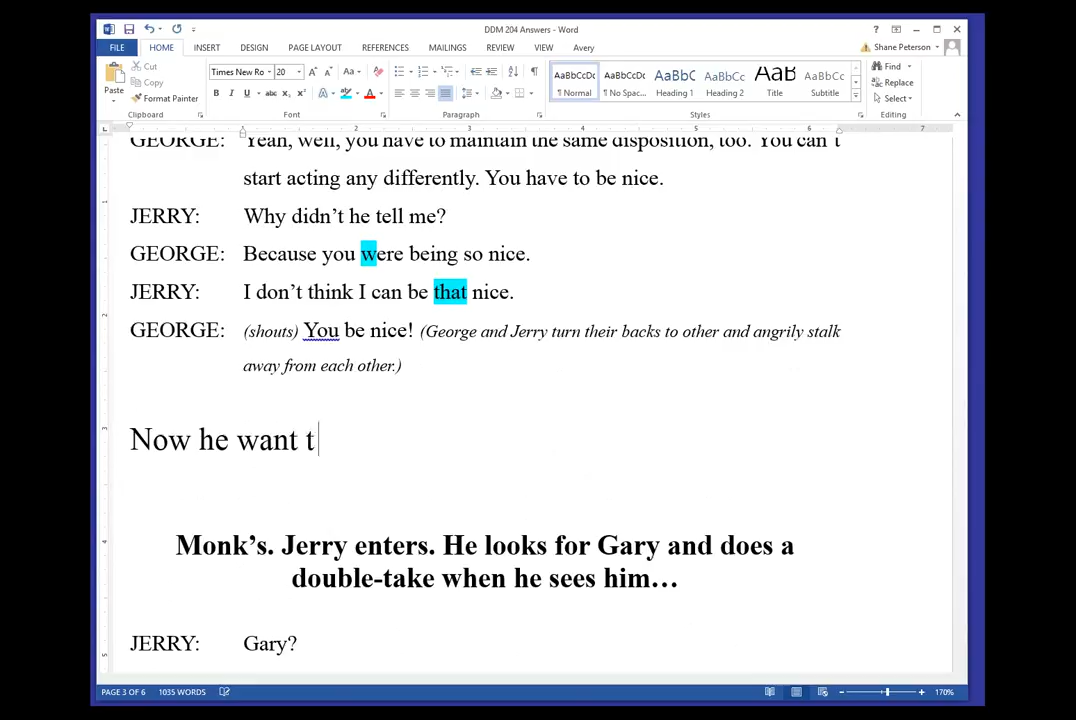 DDM 204 Answers - Word
FILE HOME INSERT DESIGN PAGE LAYOUT REFERENCES MAILINGS REVIEW VIEW Avery Shane Peterson
Paste
Cut
Copy
Format Painter
Clipboard
Times New Ro 20
Font
Paragraph
AaBbCcDc AaBbCcDc AaBbC AaBbCcD AaB AaBbCcD
¶ Normal ¶ No Spac... Heading 1 Heading 2 Title Subtitle
Styles
Find
Replace
Select
Editing
GEORGE: Yeah, well, you have to maintain the same disposition, too. You can't
start acting any differently. You have to be nice.
JERRY: Why didn't he tell me?
GEORGE: Because you were being so nice.
JERRY: I don't think I can be that nice.
GEORGE: (shouts) You be nice! (George and Jerry turn their backs to other and angrily stalk
away from each other.)
Now he want t
Monk's. Jerry enters. He looks for Gary and does a
double-take when he sees him…
JERRY: Gary?
PAGE 3 OF 6 1035 WORDS 170%